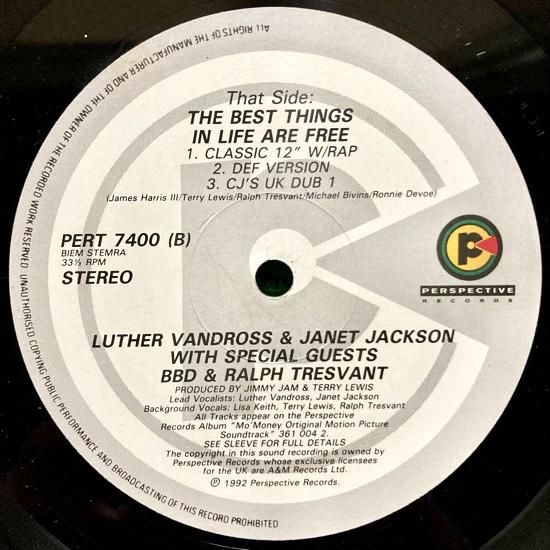 ALL RIGHTS OF THE MANUFACTURER AND OF THE OWNER OF THE RECORDED WORK RESERVED UNAUTHORISED COPYING PUBLIC PERFORMANCE AND BROADCASTING OF THIS RECORD PROHIBITED
That Side:
THE BEST THINGS
IN LIFE ARE FREE
1. CLASSIC 12" W/RAP
2. DEF VERSION
3. CJ'S UK DUB 1
(James Harris III/Terry Lewis/Ralph Tresvant/Michael Bivins/Ronnie Devoe)
PERT 7400 (B)
BIEM STEMRA
33⅓ RPM
STEREO
P
PERSPECTIVE
RECORDS
LUTHER VANDROSS & JANET JACKSON
WITH SPECIAL GUESTS
BBD & RALPH TRESVANT
PRODUCED BY JIMMY JAM & TERRY LEWIS
Lead Vocalists: Luther Vandross, Janet Jackson
Background Vocals: Lisa Keith, Terry Lewis, Ralph Tresvant
All Tracks appear on the Perspective
Records Album "Mo'Money Original Motion Picture
Soundtrack" 361 004 2.
SEE SLEEVE FOR FULL DETAILS
The copyright in this sound recording is owned by
Perspective Records whose exclusive licensees
for the UK are A&M Records Ltd.
℗ 1992 Perspective Records.